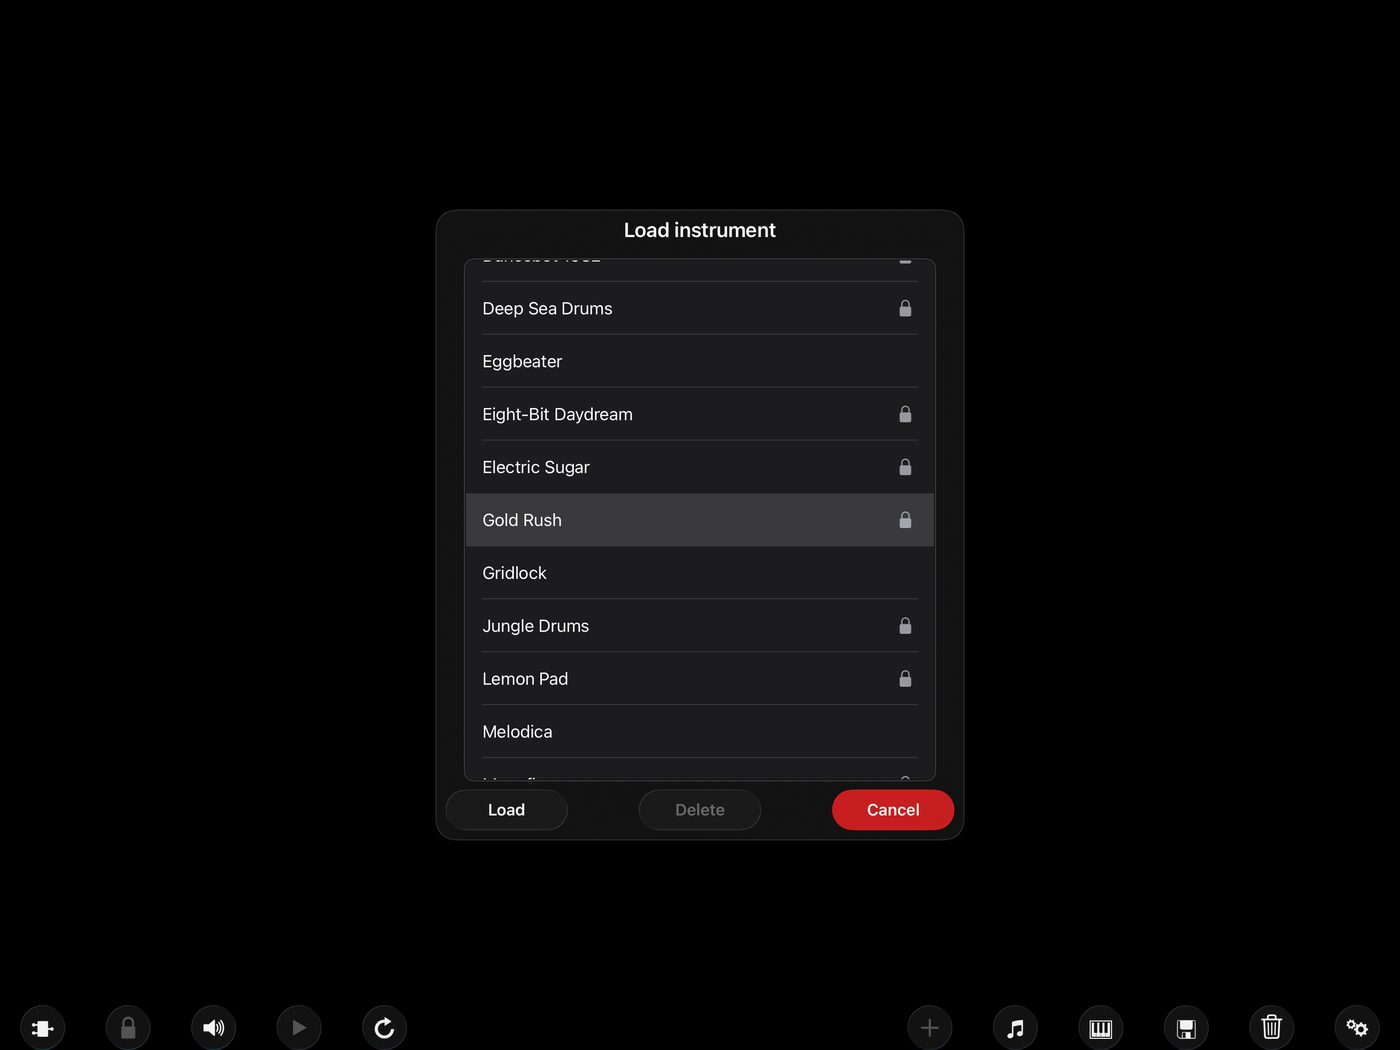 Load instrument
Deep Sea Drums
Eggbeater
Eight-Bit Daydream
Electric Sugar
Gold Rush
Gridlock
Jungle Drums
Lemon Pad
Melodica
Load
Delete
Cancel